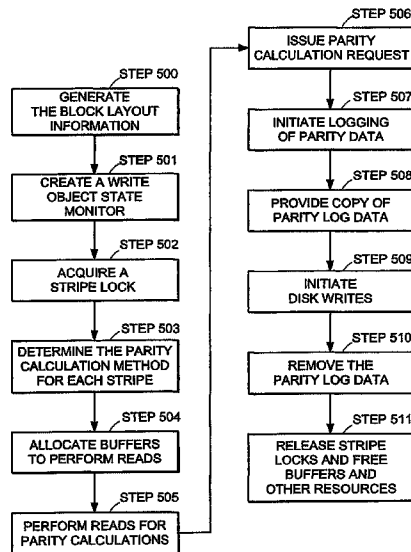 STEP 500
GENERATE
THE BLOCK LAYOUT
INFORMATION
STEP 501
CREATE A WRITE
OBJECT STATE
MONITOR
STEP 502
ACQUIRE A
STRIPE LOCK
STEP 503
DETERMINE THE PARITY
CALCULATION METHOD
FOR EACH STRIPE
STEP 504
ALLOCATE BUFFERS
TO PERFORM READS
STEP 505
PERFORM READS FOR
PARITY CALCULATIONS
STEP 506
ISSUE PARITY
CALCULATION REQUEST
STEP 507
INITIATE LOGGING
OF PARITY DATA
STEP 508
PROVIDE COPY OF
PARITY LOG DATA
STEP 509
INITIATE
DISK WRITES
STEP 510
REMOVE THE
PARITY LOG DATA
STEP 511
RELEASE STRIPE
LOCKS AND FREE
BUFFERS AND
OTHER RESOURCES